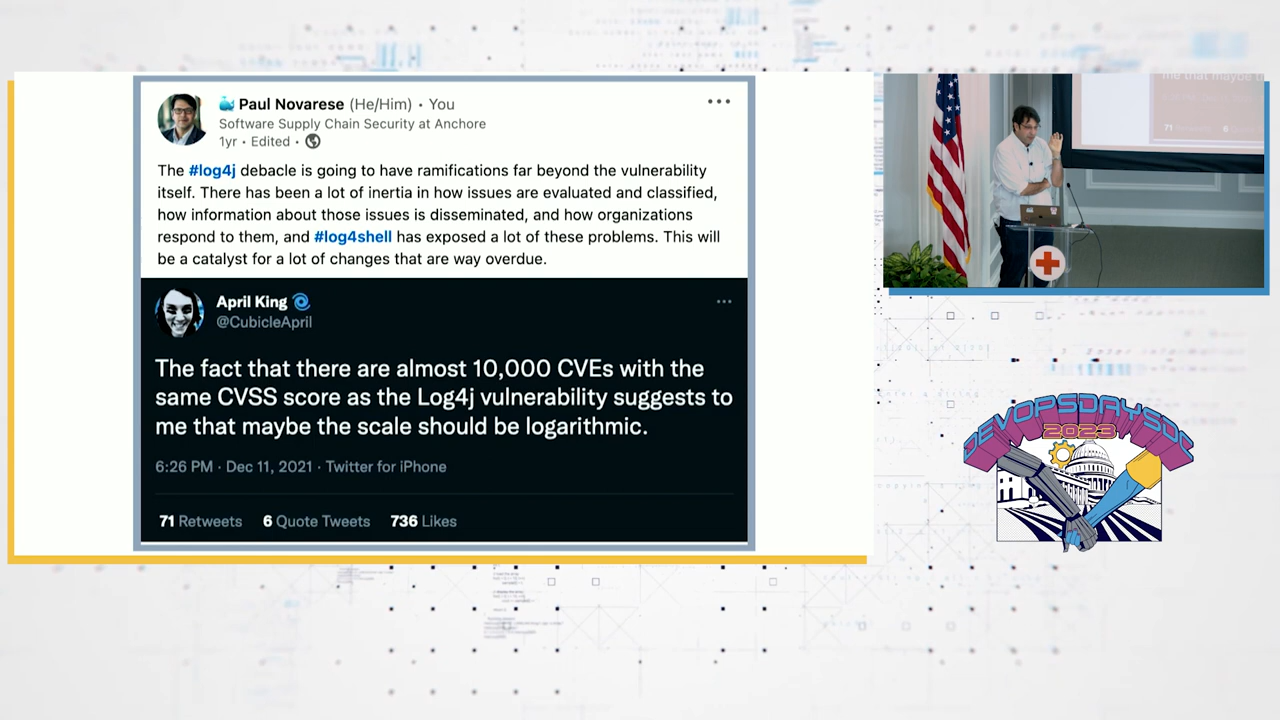 Paul Novarese (He/Him) • You
Software Supply Chain Security at Anchore
1yr • Edited •
The #log4j debacle is going to have ramifications far beyond the vulnerability
itself. There has been a lot of inertia in how issues are evaluated and classified,
how information about those issues is disseminated, and how organizations
respond to them, and #log4shell has exposed a lot of these problems. This will
be a catalyst for a lot of changes that are way overdue.
April King
@CubicleApril
The fact that there are almost 10,000 CVEs with the
same CVSS score as the Log4j vulnerability suggests to
me that maybe the scale should be logarithmic.
6:26 PM · Dec 11, 2021 · Twitter for iPhone
71 Retweets 6 Quote Tweets 736 Likes
me that maybe t
71
DEVOPSDAYSDC
2023